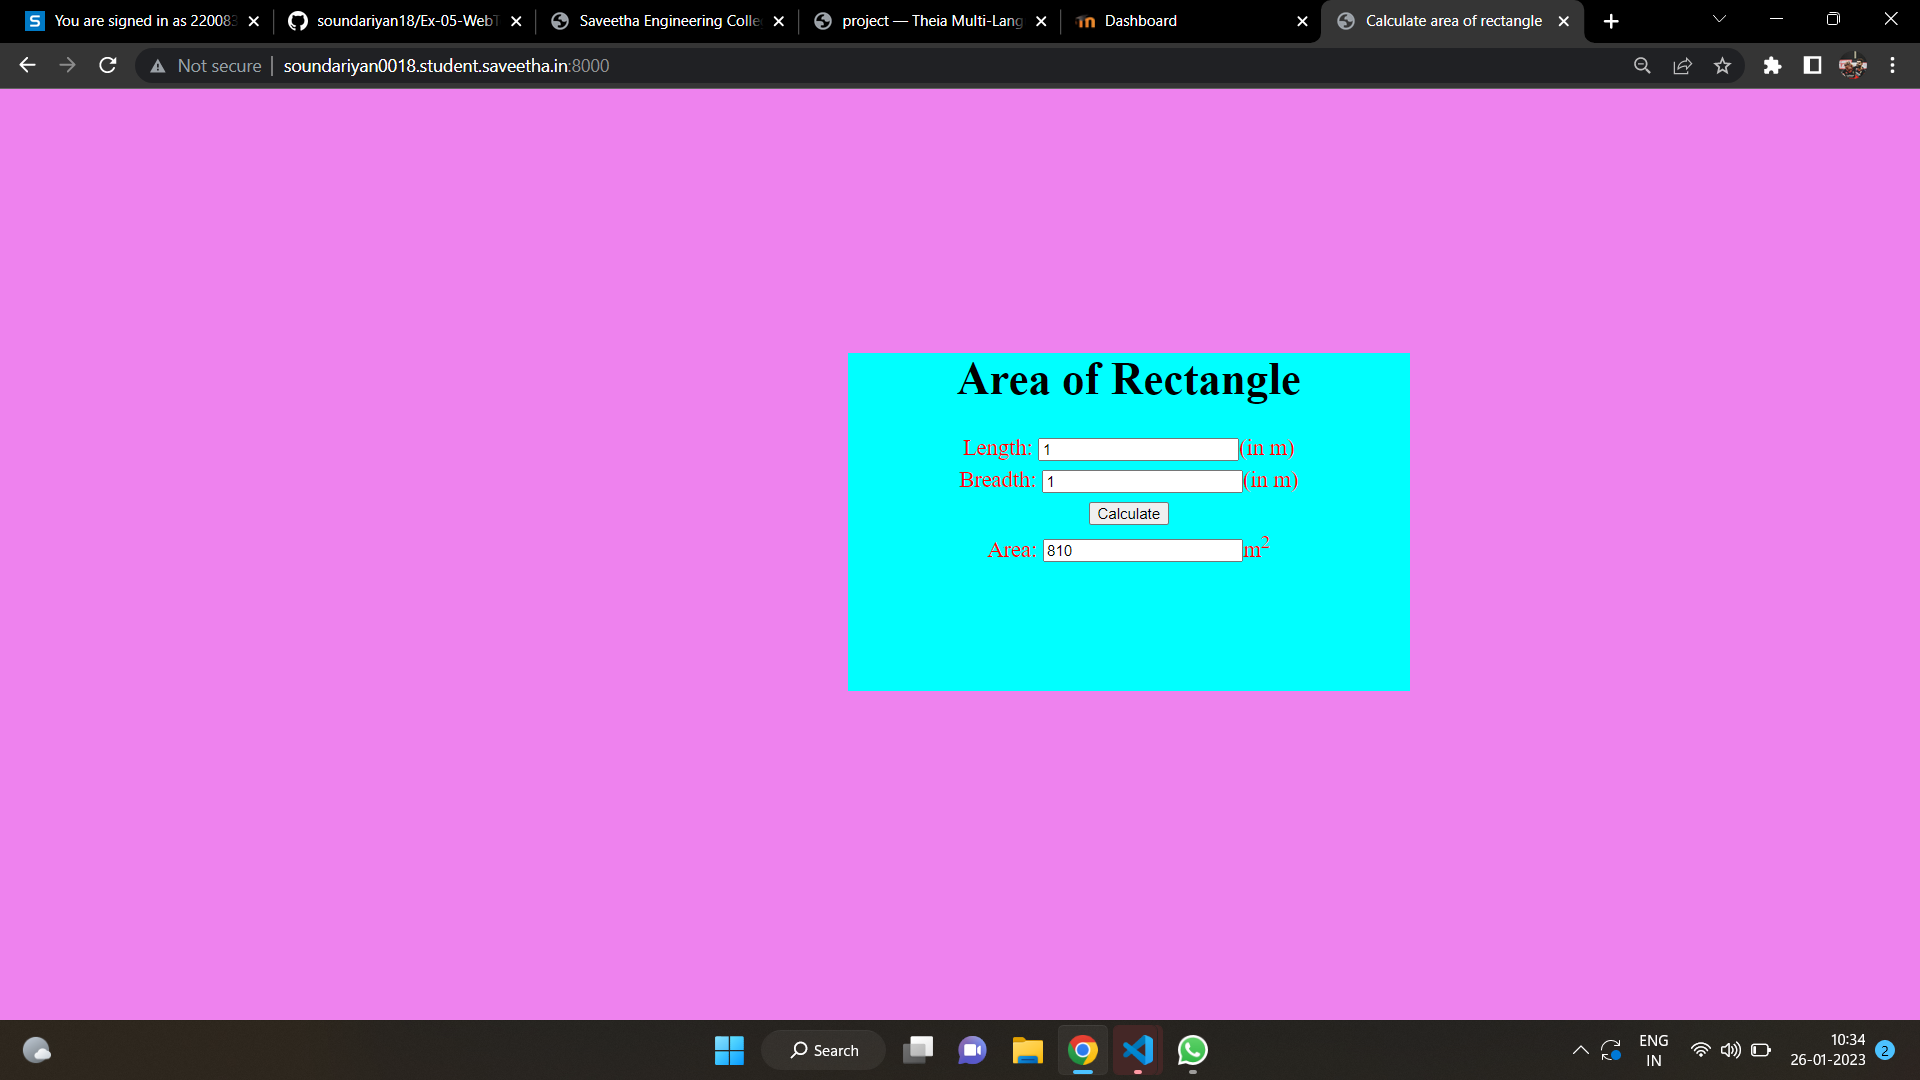 You are signed in as 22008
soundariyan18/Ex-05-WebT
Saveetha Engineering Colle
project — Theia Multi-Lang
Dashboard
Calculate area of rectangle
Not secure
soundariyan0018.student.saveetha.in:8000
Area of Rectangle
Length: 1(in m)
Breadth: 1(in m)
Calculate
Area: 810m²
Search
ENG
IN
10:34
26-01-2023
2